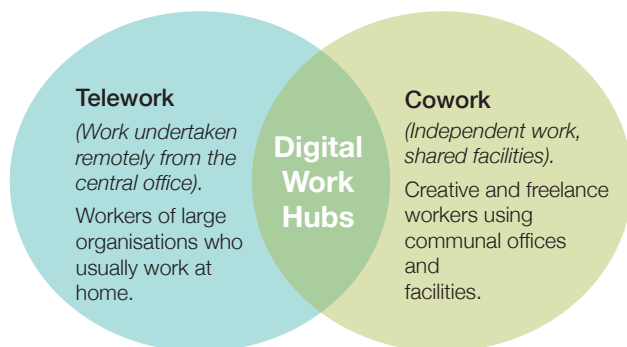 Telework
(Work undertaken
remotely from the
central office).
Workers of large
organisations who
usually work at
home.
Digital
Work
Hubs
Cowork
(Independent work,
shared facilities).
Creative and freelance
workers using
communal offices
and
facilities.